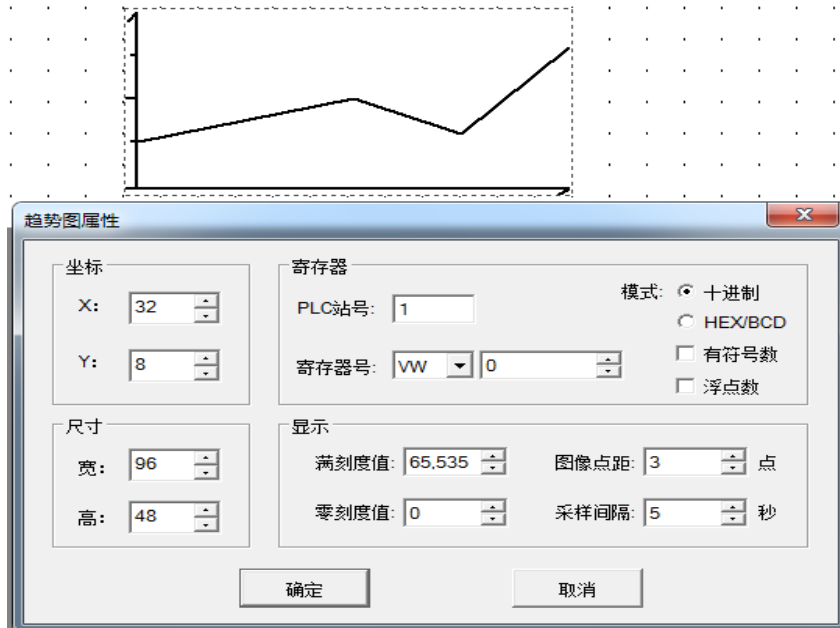 趋势图属性
坐标
X: 32
Y: 8
寄存器
PLC站号: 1
寄存器号: VW 0
模式: 十进制
HEX/BCD
有符号数
浮点数
尺寸
宽: 96
高: 48
显示
满刻度值: 65,535
图像点距: 3 点
零刻度值: 0
采样间隔: 5 秒
确定
取消